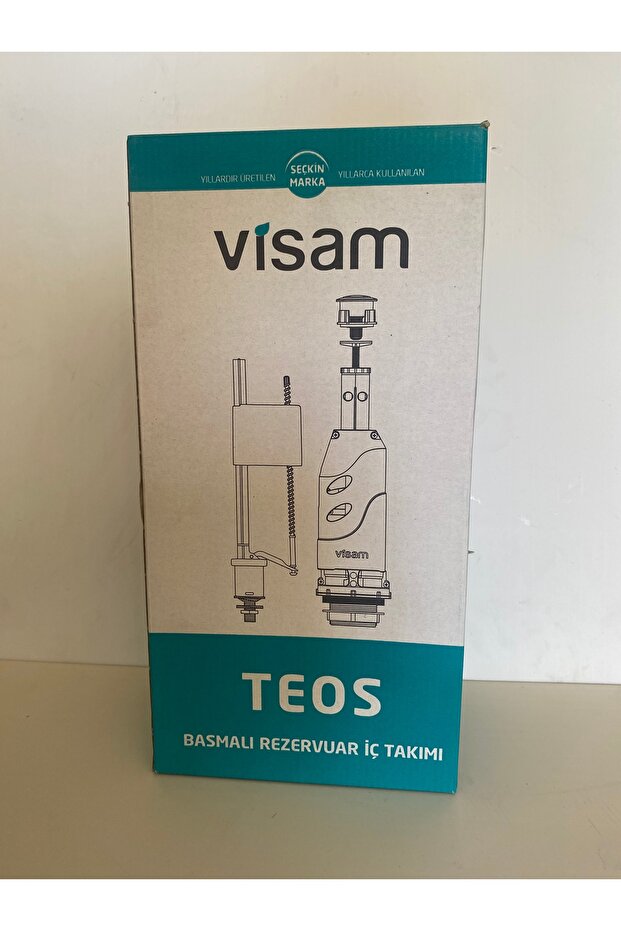 YILLARDIR ÜRETİLEN
SEÇKİN
MARKA
YILLARCA KULLANILAN
visam
visam
TEOS
BASMALI REZERVUAR İÇ TAKIMI